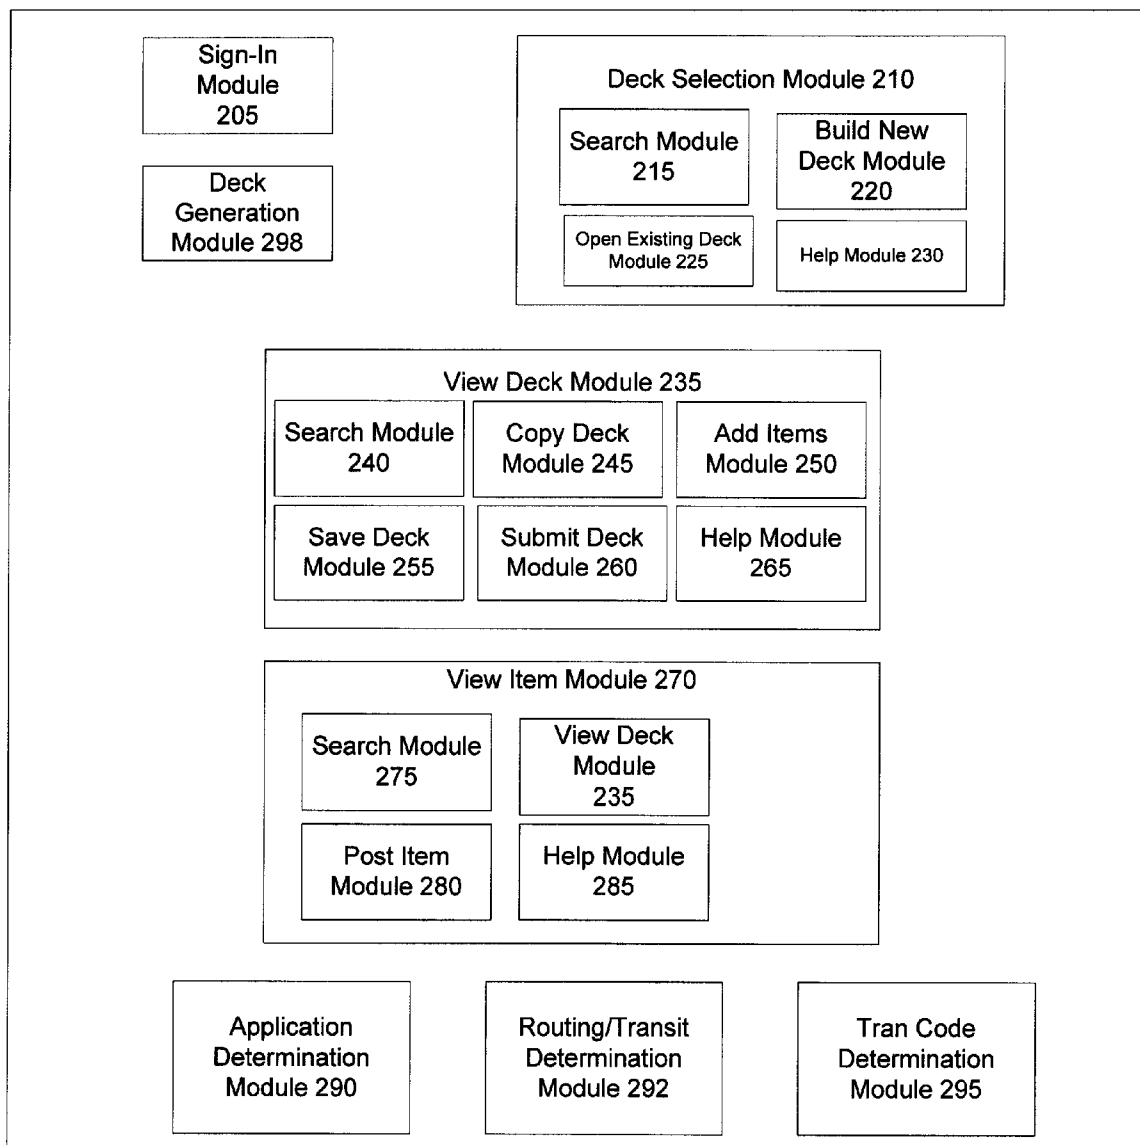 Sign-In
Module
205
Deck
Generation
Module 298
Deck Selection Module 210
Search Module
215
Build New
Deck Module
220
Open Existing Deck
Module 225
Help Module 230
View Deck Module 235
Search Module
240
Copy Deck
Module 245
Add Items
Module 250
Save Deck
Module 255
Submit Deck
Module 260
Help Module
265
View Item Module 270
Search Module
275
View Deck
Module
235
Post Item
Module 280
Help Module
285
Application
Determination
Module 290
Routing/Transit
Determination
Module 292
Tran Code
Determination
Module 295